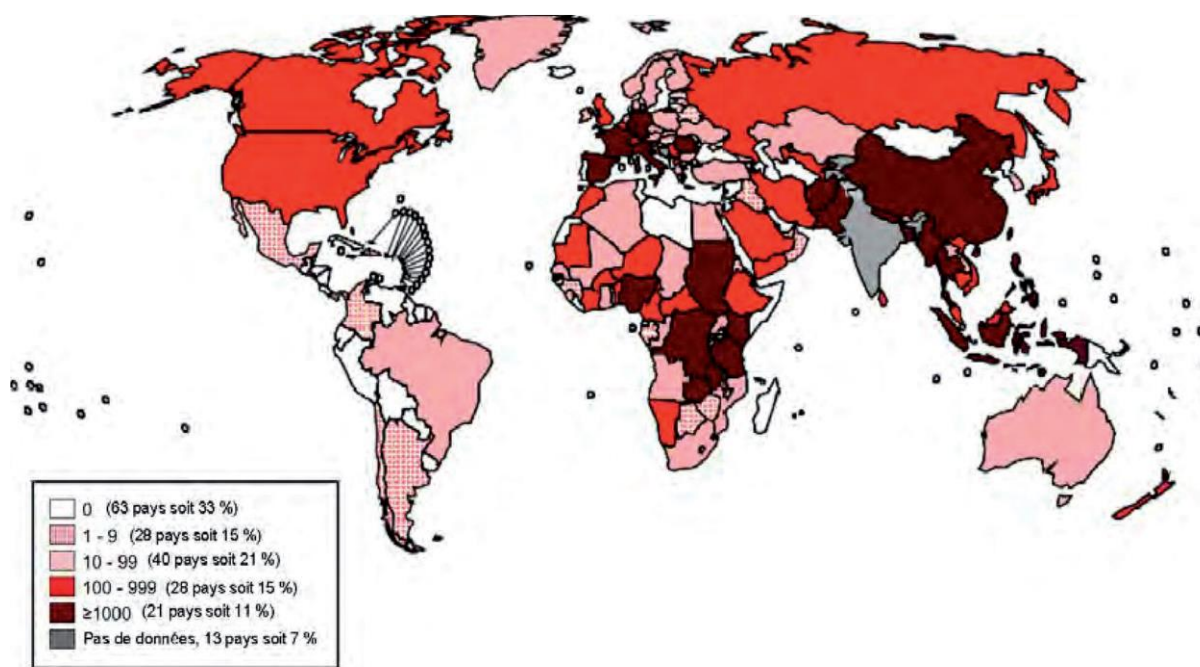 0 (63 pays soit 33 %)
1 - 9 (28 pays soit 15 %)
10 - 99 (40 pays soit 21 %)
100 - 999 (28 pays soit 15 %)
≥1000 (21 pays soit 11 %)
Pas de données, 13 pays soit 7 %